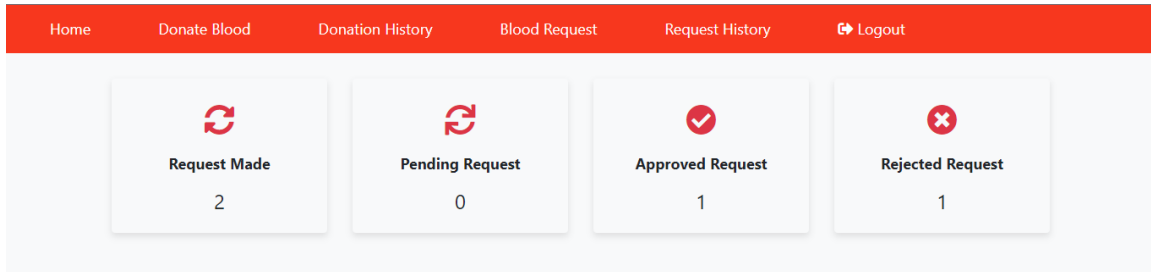 Home Donate Blood Donation History Blood Request Request History Logout
Request Made Pending Request Approved Request Rejected Request
2 0 1 1